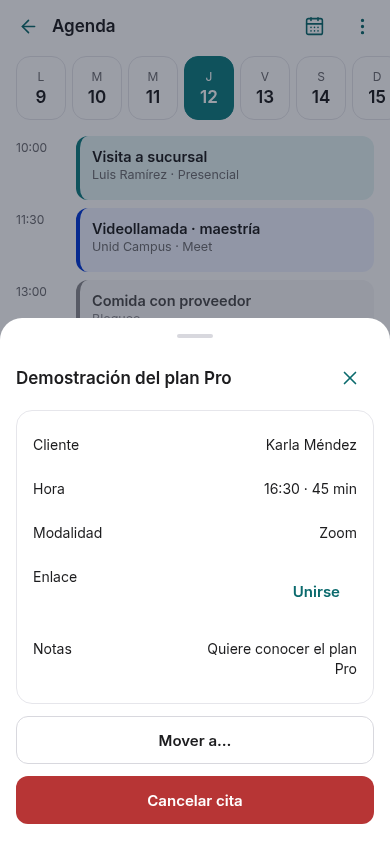 Agenda
L
9
M
10
M
11
J
12
V
13
S
14
D
15
10:00
Visita a sucursal
Luis Ramírez · Presencial
11:30
Videollamada · maestría
Unid Campus · Meet
13:00
Comida con proveedor
Bloqueo
Demostración del plan Pro
Cliente
Karla Méndez
Hora
16:30 · 45 min
Modalidad
Zoom
Enlace
Unirse
Notas
Quiere conocer el plan
Pro
Mover a...
Cancelar cita